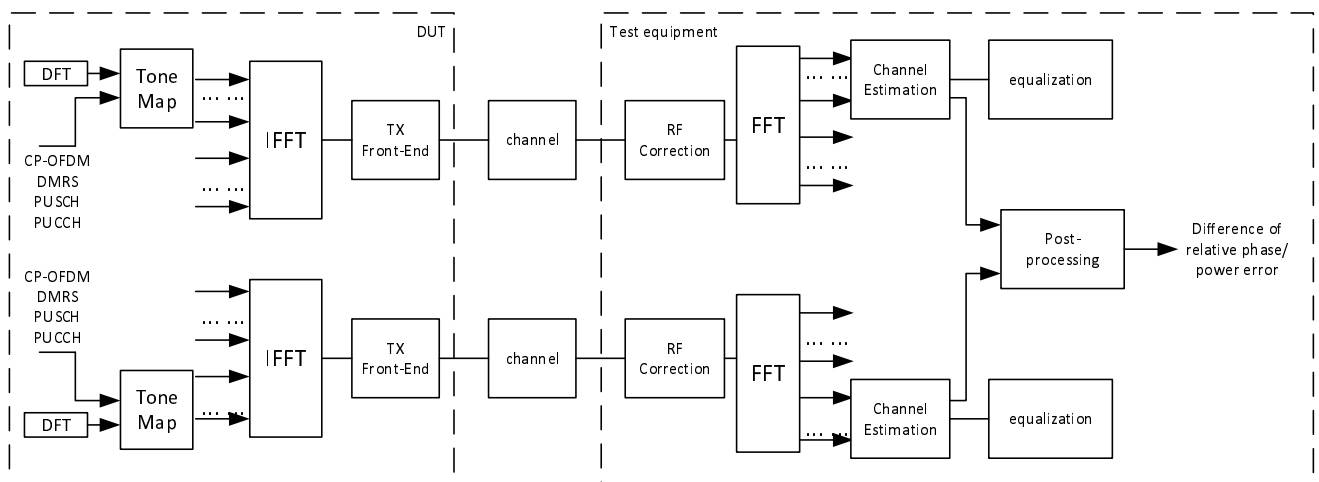 DUT
Test equipment
DFT
Tone
Map
... ...
... ...
CP-OFDM
DMRS
PUSCH
PUCCH
IFFT
TX
Front-End
channel
RF
Correction
FFT
... ...
... ...
Channel
Estimation
equalization
Post-
processing
Difference of
relative phase/
power error
CP-OFDM
DMRS
PUSCH
PUCCH
DFT
Tone
Map
... ...
... ...
IFFT
TX
Front-End
channel
RF
Correction
FFT
... ...
... ...
Channel
Estimation
equalization